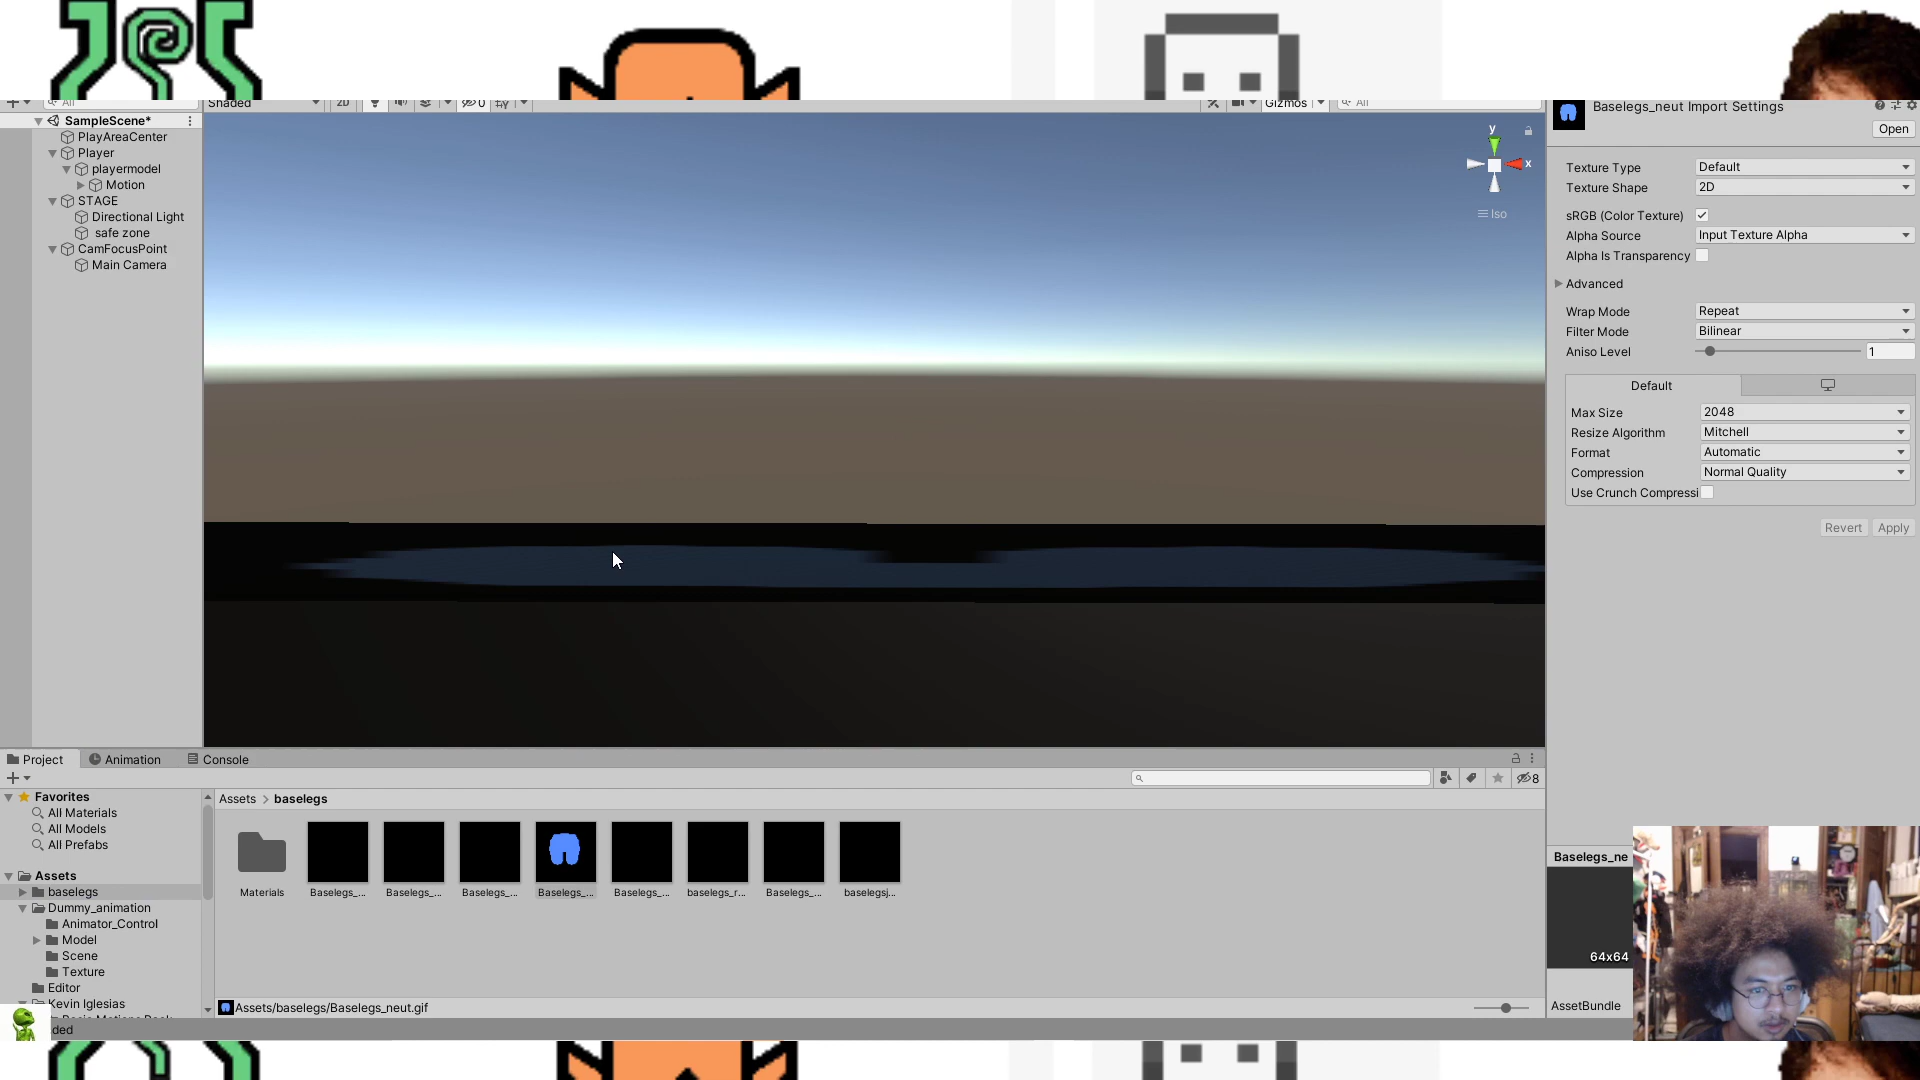 All
Shaded
2D
0
Gizmos
All
Baselegs_neut Import Settings
Open
SampleScene*
PlayAreaCenter
Player
playermodel
Motion
STAGE
Directional Light
safe zone
CamFocusPoint
Main Camera
y
x
Iso
Texture Type Default
Texture Shape 2D
sRGB (Color Texture)
Alpha Source Input Texture Alpha
Alpha Is Transparency
Advanced
Wrap Mode Repeat
Filter Mode Bilinear
Aniso Level 1
Default
Max Size 2048
Resize Algorithm Mitchell
Format Automatic
Compression Normal Quality
Use Crunch Compressi
Revert Apply
Project Animation Console
8
Favorites
All Materials
All Models
All Prefabs
Assets
baselegs
Dummy_animation
Animator_Control
Model
Scene
Texture
Editor
Kevin Iglesias
Assets > baselegs
Materials
Baselegs_...
Baselegs_...
Baselegs_...
Baselegs_...
Baselegs_...
baselegs_r...
Baselegs_...
baselegsj...
Assets/baselegs/Baselegs_neut.gif
Baselegs_ne
64x64
AssetBundle
ded